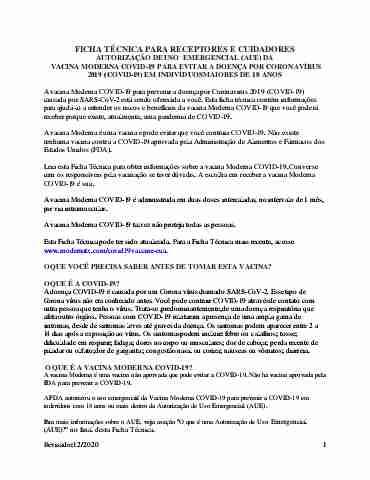 FICHA TÉCNICA PARA RECEPTORES E CUIDADORES
AUTORIZAÇÃO DE USO EMERGENCIAL (AUE) DA
VACINA MODERNA COVID-19 PARA EVITAR A DOENÇA POR CORONAVÍRUS
2019 (COVID-19) EM INDIVÍDUOS MAIORES DE 18 ANOS
A vacina Moderna COVID-19 para prevenir a doença por Coronavírus 2019 (COVID-19)
causada por SARS-CoV-2 está sendo oferecida a você. Esta ficha técnica contém informações
para ajudá-lo a entender os riscos e benefícios da vacina Moderna COVID-19 que você poderá
receber porque existe, atualmente, uma pandemia de COVID-19.
A vacina Moderna é uma vacina e pode evitar que você contraia COVID-19. Não existe
nenhuma vacina contra a COVID-19 aprovada pela Administração de Alimentos e Fármacos dos
Estados Unidos (FDA).
Leia esta Ficha Técnica para obter informações sobre a vacina Moderna COVID-19. Converse
com os responsáveis pela vacinação se tiver dúvidas. A escolha em receber a vacina Moderna
COVID-19 é sua.
A vacina Moderna COVID-19 é administrada em duas doses intercaladas, no intervalo de 1 mês,
por via intramuscular.
A vacina Moderna COVID-19 talvez não proteja todas as pessoas.
Esta Ficha Técnica pode ter sido atualizada. Para a Ficha Técnica mais recente, acesse
www.modernatx.com/covid19vaccine-eua.
O QUE VOCÊ PRECISA SABER ANTES DE TOMAR ESTA VACINA?
O QUE É A COVID-19?
A doença COVID-19 é causada por um Corona vírus chamado SARS-CoV-2. Esse tipo de
Corona vírus não era conhecido antes. Você pode contrair COVID-19 através de contato com
outra pessoa que tenha o vírus. Trata-se predominantemente de uma doença respiratória que
afeta outros órgãos. Pessoas com COVID-19 relataram a presença de uma ampla gama de
sintomas, desde de sintomas leves até graves da doença. Os sintomas podem aparecer entre 2 a
14 dias após a exposição ao vírus. Os sintomas podem incluir: febre ou calafrios; tosse;
dificuldade em respirar; fadiga; dores no corpo ou musculares; dor de cabeça; perda recente de
paladar ou olfato; dor de garganta; congestão nasal ou coriza; náuseas ou vômitos; diarreia.
O QUE É A VACINA MODERNA COVID-19?
A vacina Moderna é uma vacina não aprovada que pode evitar a COVID-19. Não há vacina aprovada pela
FDA para prevenir a COVID-19.
A FDA autorizou o uso emergencial da Vacina Moderna COVID-19 para prevenir a COVID-19 em
indivíduos com 18 anos ou mais dentro da Autorização de Uso Emergencial (AUE).
Para mais informações sobre o AUE, veja a seção "O que é uma Autorização de Uso Emergencial
(AUE)?" no final desta Ficha Técnica.
Revisado:12/2020 1